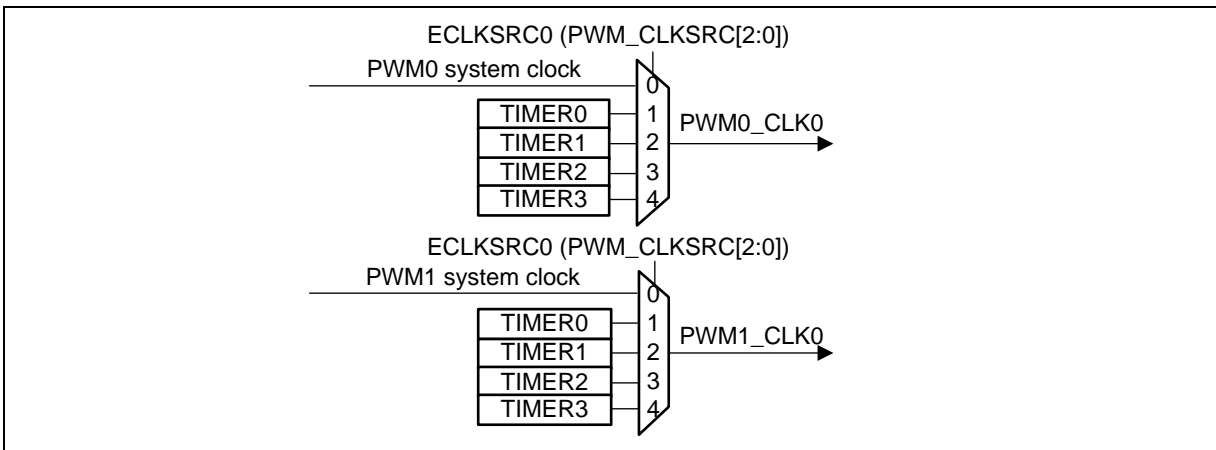 ECLKSRC0 (PWM_CLKSRC[2:0])
PWM0 system clock
0
TIMER0
1
PWM0_CLK0
TIMER1
2
TIMER2
3
TIMER3
4
ECLKSRC0 (PWM_CLKSRC[2:0])
PWM1 system clock
0
TIMER0
1
PWM1_CLK0
TIMER1
2
TIMER2
3
TIMER3
4